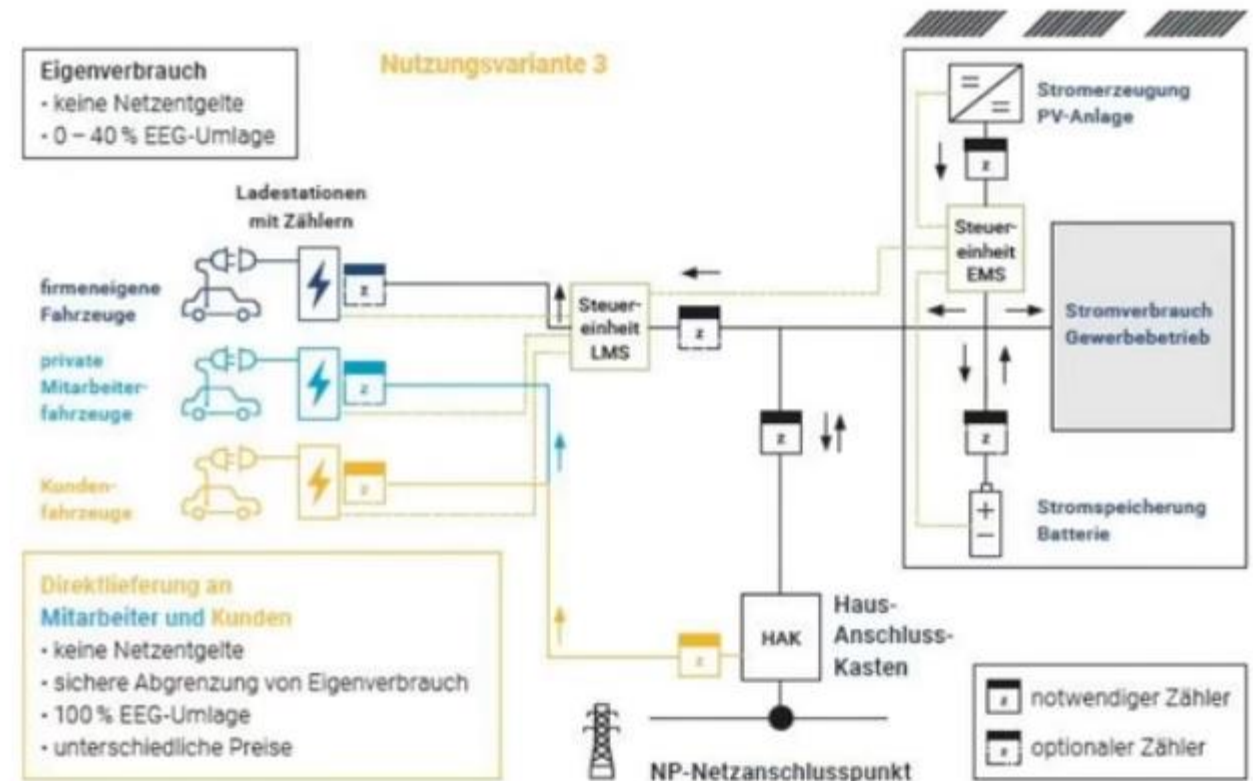 Nutzungsvariante 3
Eigenverbrauch
- keine Netzentgelte
- 0 – 40 % EEG-Umlage
Ladestationen
mit Zählern
firmeneigene
Fahrzeuge
z
private
Mitarbeiter-
fahrzeuge
z
Kunden-
fahrzeuge
z
Steuer-
einheit
LMS
z
Stromerzeugung
PV-Anlage
z
Steuer-
einheit
EMS
Stromverbrauch
Gewerbebetrieb
z
z
Stromspeicherung
Batterie
Direktlieferung an
Mitarbeiter und Kunden
- keine Netzentgelte
- sichere Abgrenzung von Eigenverbrauch
- 100 % EEG-Umlage
- unterschiedliche Preise
z
HAK
Haus-
Anschluss-
Kasten
NP-Netzanschlusspunkt
z notwendiger Zähler
z optionaler Zähler